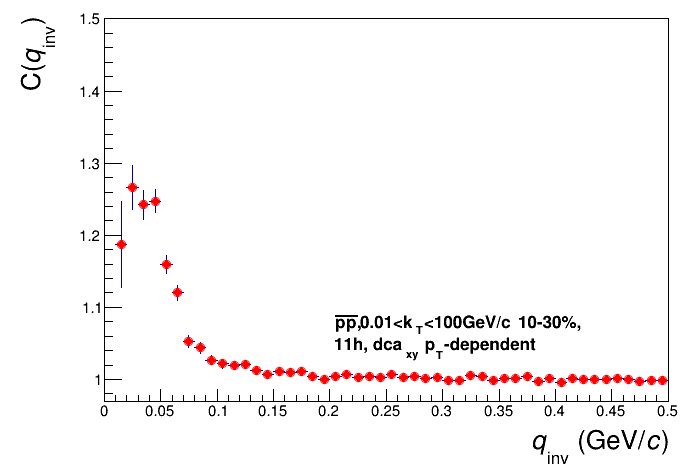 C(q_inv)
1.5
1.4
1.3
1.2
1.1
1
p̅p̅,0.01<k_T<100GeV/c 10-30%,
11h, dca_xy p_T-dependent
0 0.05 0.1 0.15 0.2 0.25 0.3 0.35 0.4 0.45 0.5
q_inv (GeV/c)